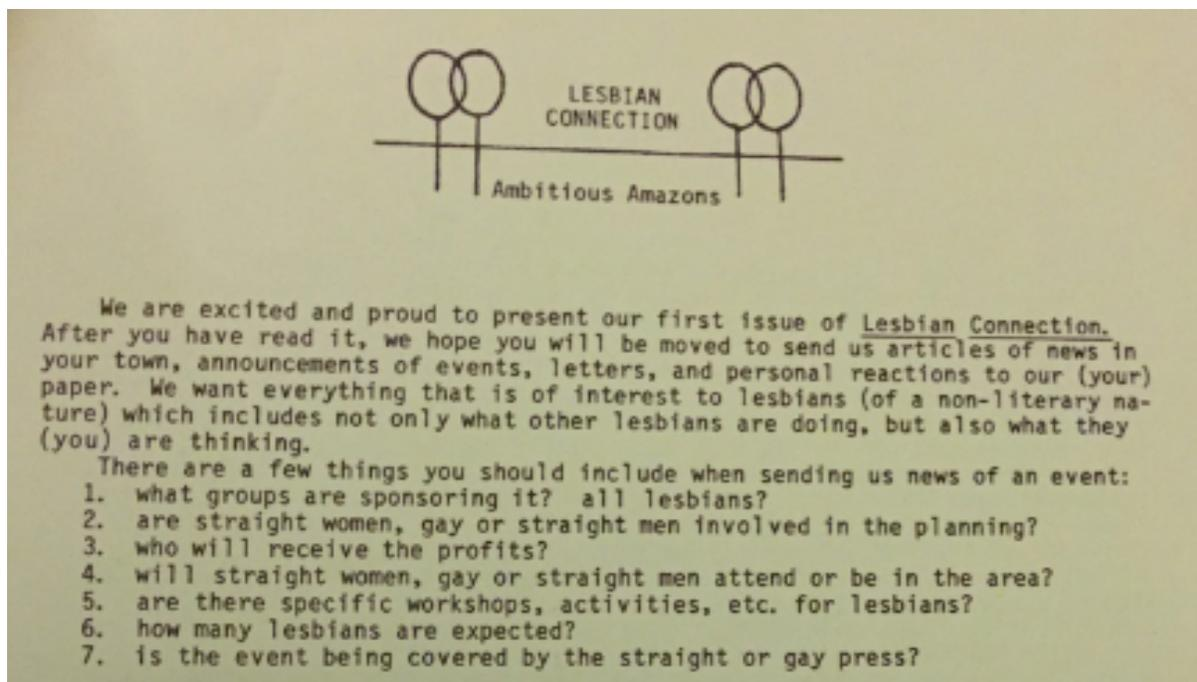 LESBIAN
CONNECTION
Ambitious Amazons
We are excited and proud to present our first issue of Lesbian Connection.
After you have read it, we hope you will be moved to send us articles of news in
your town, announcements of events, letters, and personal reactions to our (your)
paper. We want everything that is of interest to lesbians (of a non-literary na-
ture) which includes not only what other lesbians are doing, but also what they
(you) are thinking.
There are a few things you should include when sending us news of an event:
1. what groups are sponsoring it? all lesbians?
2. are straight women, gay or straight men involved in the planning?
3. who will receive the profits?
4. will straight women, gay or straight men attend or be in the area?
5. are there specific workshops, activities, etc. for lesbians?
6. how many lesbians are expected?
7. is the event being covered by the straight or gay press?